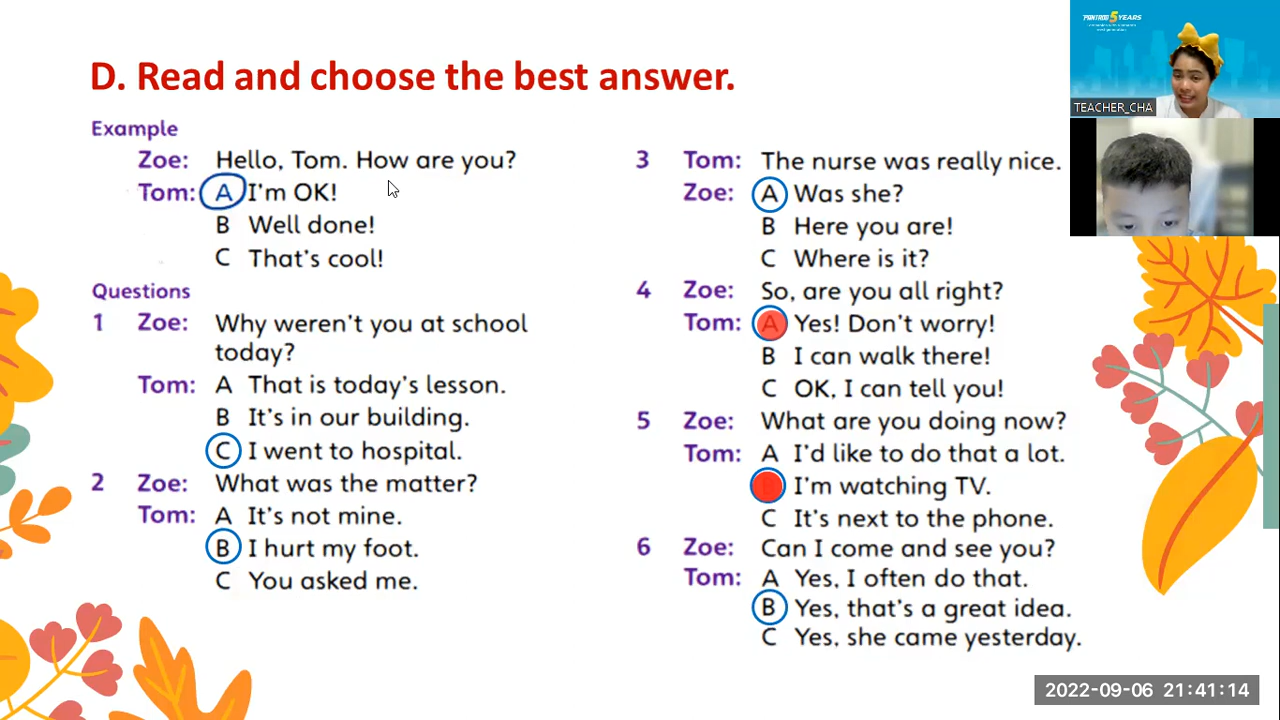 D. Read and choose the best answer.
Example
Zoe: Hello, Tom. How are you?
Tom: A I'm OK!
B Well done!
C That's cool!
Questions
1 Zoe: Why weren't you at school
today?
Tom: A That is today's lesson.
B It's in our building.
C I went to hospital.
2 Zoe: What was the matter?
Tom: A It's not mine.
B I hurt my foot.
C You asked me.
3 Tom: The nurse was really nice.
Zoe: A Was she?
B Here you are!
C Where is it?
4 Zoe: So, are you all right?
Tom: A Yes! Don't worry!
B I can walk there!
C OK, I can tell you!
5 Zoe: What are you doing now?
Tom: A I'd like to do that a lot.
B I'm watching TV.
C It's next to the phone.
6 Zoe: Can I come and see you?
Tom: A Yes, I often do that.
B Yes, that's a great idea.
C Yes, she came yesterday.
5 YEARS
TEACHER_CHA
2022-09-06 21:41:14